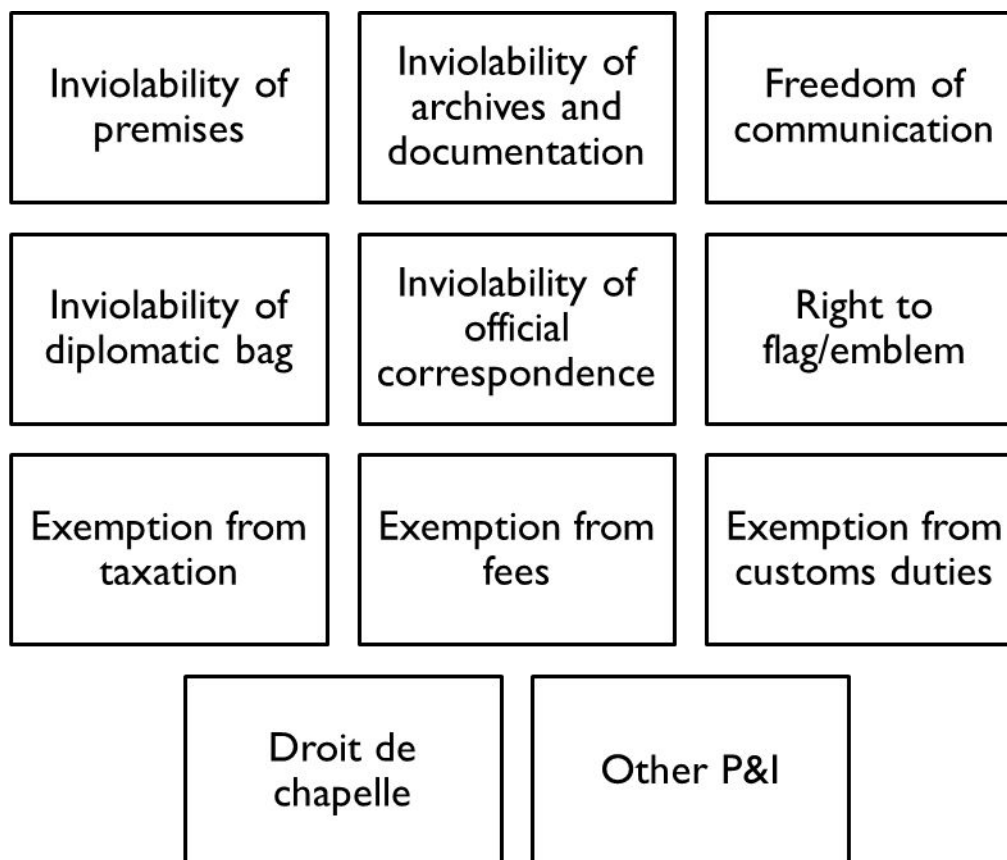 Inviolability of
premises
Inviolability of
archives and
documentation
Freedom of
communication
Inviolability of
diplomatic bag
Inviolability of
official
correspondence
Right to
flag/emblem
Exemption from
taxation
Exemption from
fees
Exemption from
customs duties
Droit de
chapelle
Other P&I